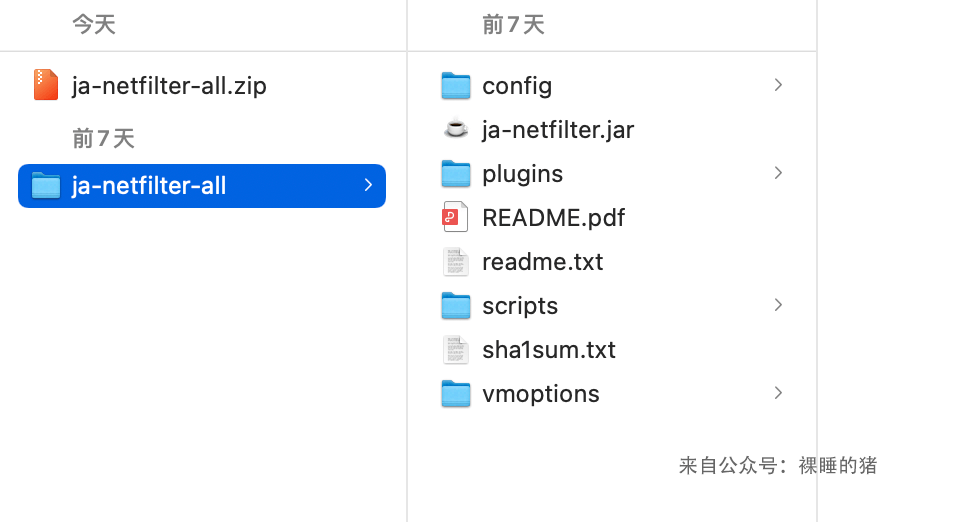 今天
ja-netfilter-all.zip
前7天
ja-netfilter-all
前7天
config
ja-netfilter.jar
plugins
README.pdf
readme.txt
scripts
sha1sum.txt
vmoptions
来自公众号：裸睡的猪